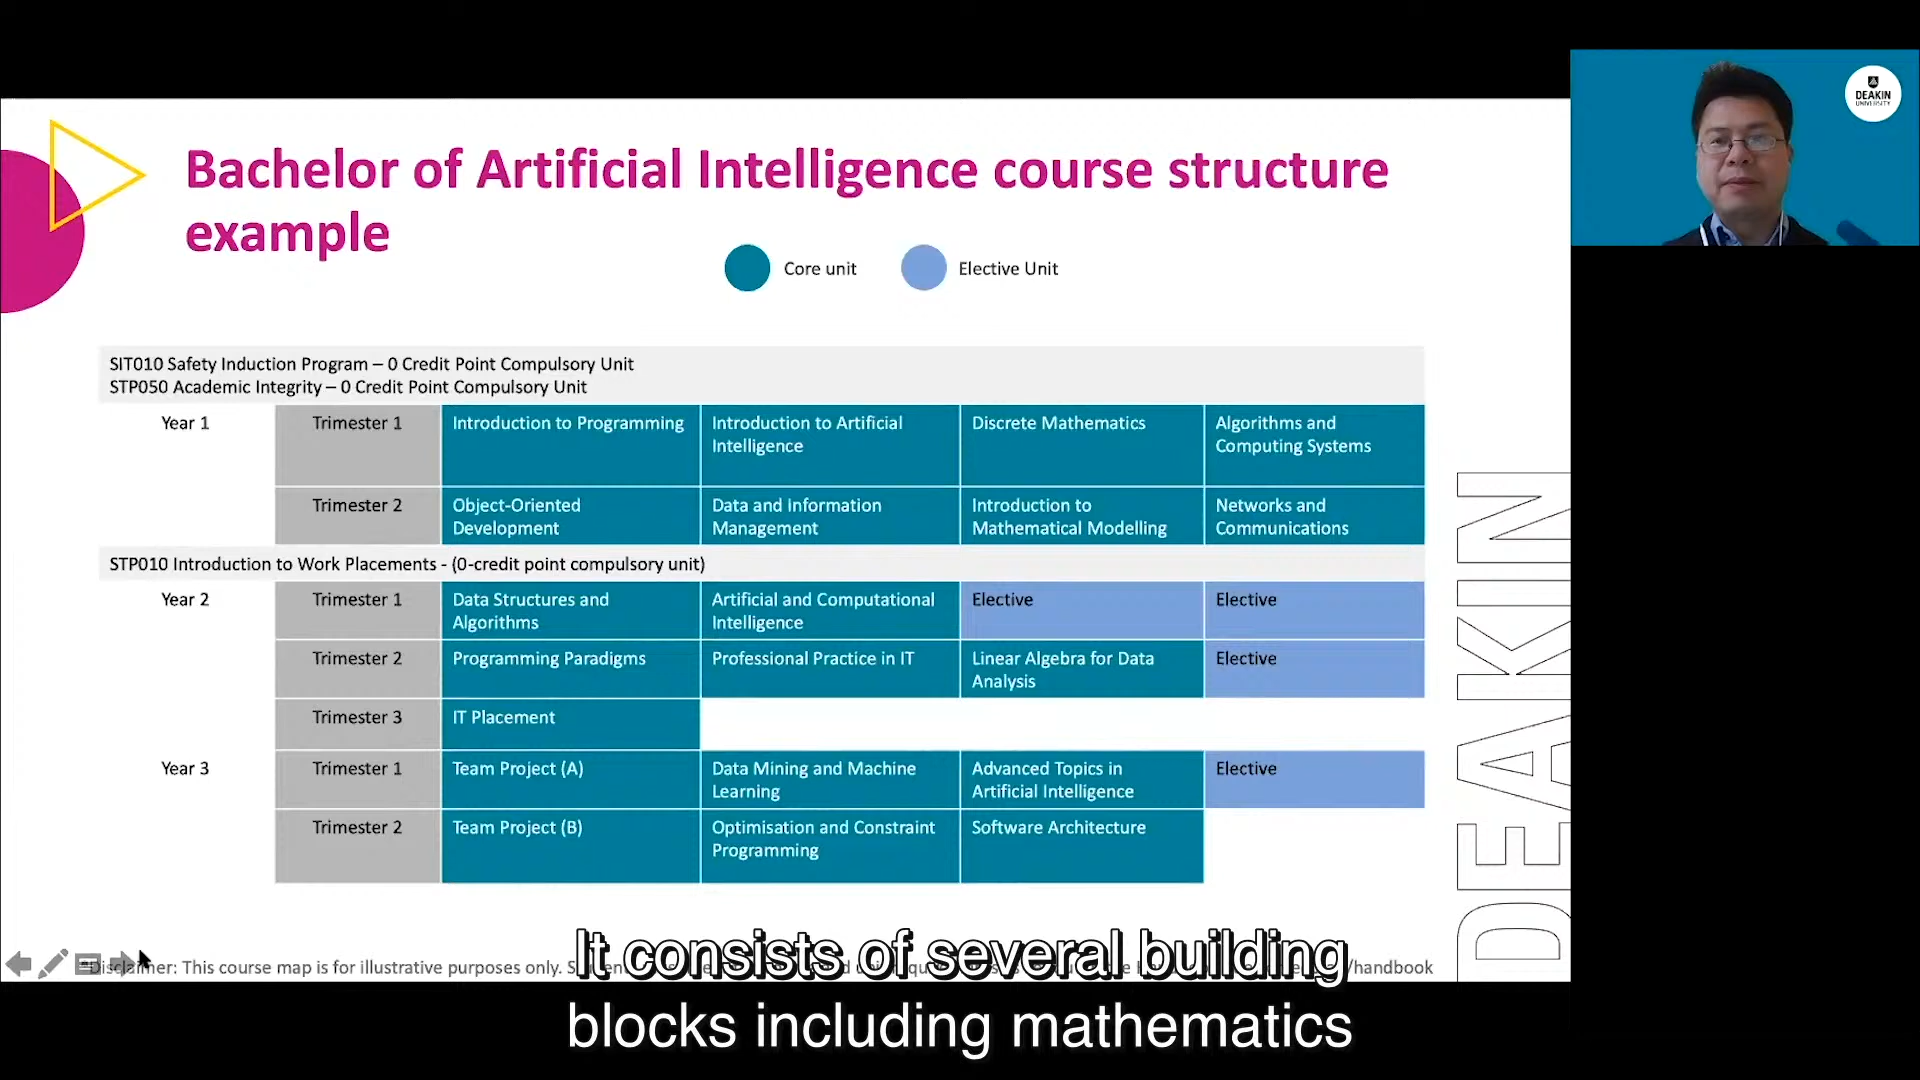 DEAKIN
UNIVERSITY
Bachelor of Artificial Intelligence course structure
example
Core unit
Elective Unit
SIT010 Safety Induction Program – 0 Credit Point Compulsory Unit
STP050 Academic Integrity – 0 Credit Point Compulsory Unit
Year 1
Trimester 1
Introduction to Programming
Introduction to Artificial
Intelligence
Discrete Mathematics
Algorithms and
Computing Systems
Trimester 2
Object-Oriented
Development
Data and Information
Management
Introduction to
Mathematical Modelling
Networks and
Communications
STP010 Introduction to Work Placements - (0-credit point compulsory unit)
Year 2
Trimester 1
Data Structures and
Algorithms
Artificial and Computational
Intelligence
Elective
Elective
Trimester 2
Programming Paradigms
Professional Practice in IT
Linear Algebra for Data
Analysis
Elective
Trimester 3
IT Placement
Year 3
Trimester 1
Team Project (A)
Data Mining and Machine
Learning
Advanced Topics in
Artificial Intelligence
Elective
Trimester 2
Team Project (B)
Optimisation and Constraint
Programming
Software Architecture
DEAKIN
Disclaimer: This course map is for illustrative purposes only. /handbook
It consists of several building
blocks including mathematics